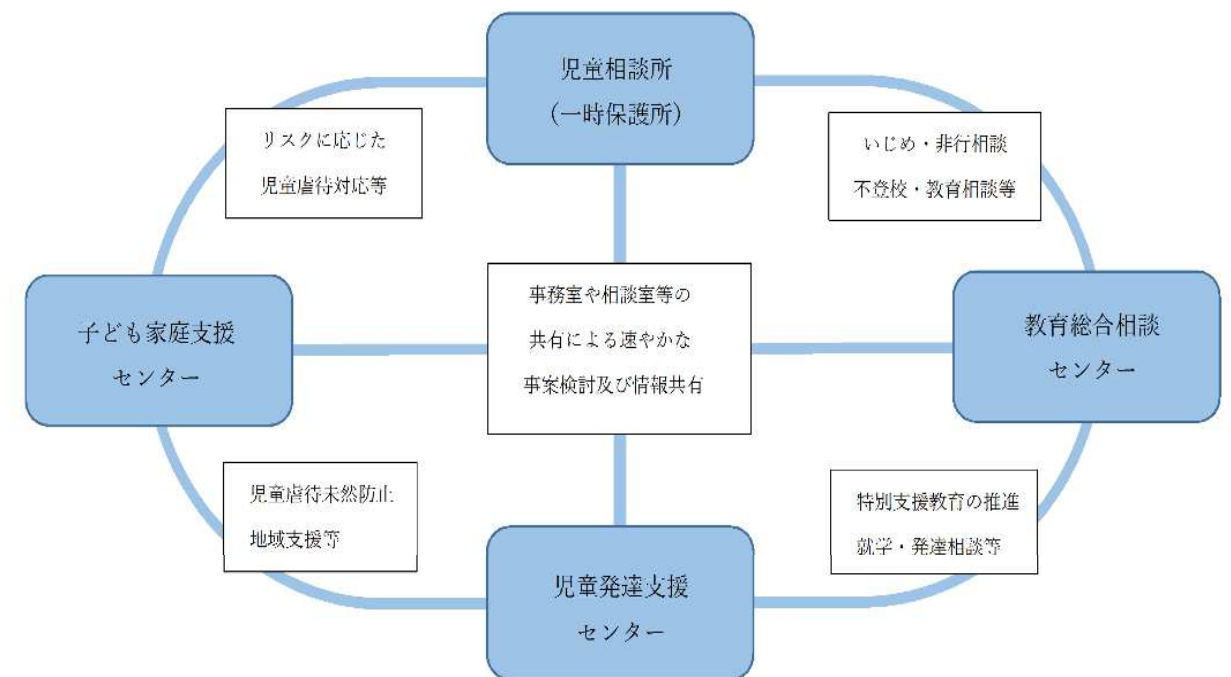 児童相談所
(一時保護所)
リスクに応じた
児童虐待対応等
いじめ・非行相談
不登校・教育相談等
子ども家庭支援
センター
事務室や相談室等の
共有による速やかな
事案検討及び情報共有
教育総合相談
センター
児童虐待未然防止
地域支援等
特別支援教育の推進
就学・発達相談等
児童発達支援
センター